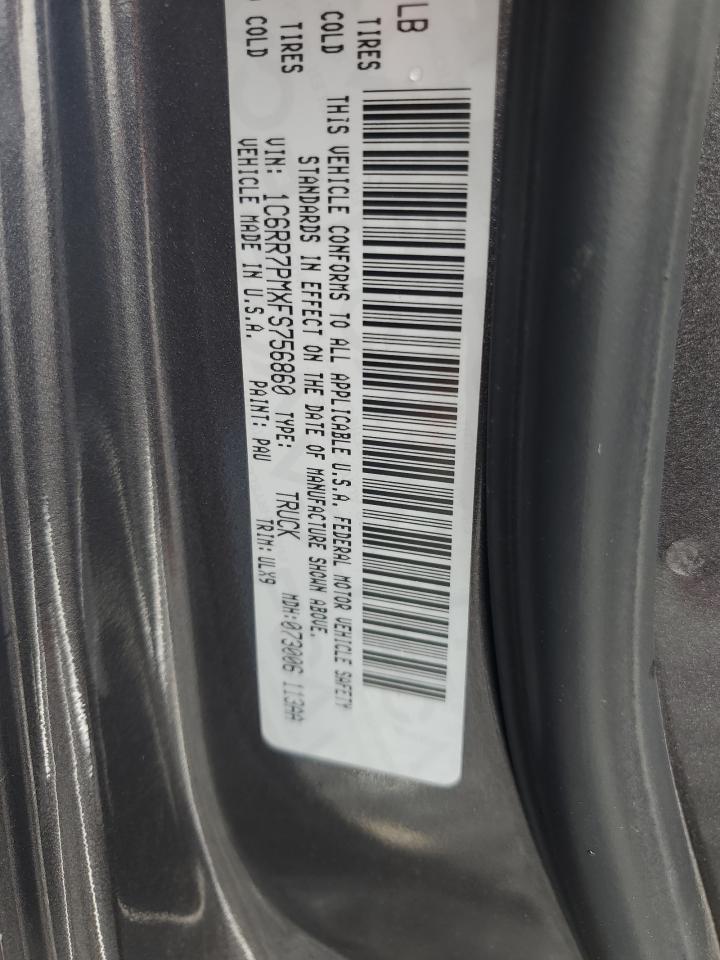 LB
TIRES
COLD
TIRES
COLD
THIS VEHICLE CONFORMS TO ALL APPLICABLE U.S.A. FEDERAL MOTOR VEHICLE SAFETY
STANDARDS IN EFFECT ON THE DATE OF MANUFACTURE SHOWN ABOVE.
VIN: 1C6RR7PMXFS756860 TYPE: TRUCK MDH:073006 113AA
VEHICLE MADE IN U.S.A. PAINT: PAU TRIM: ULX9